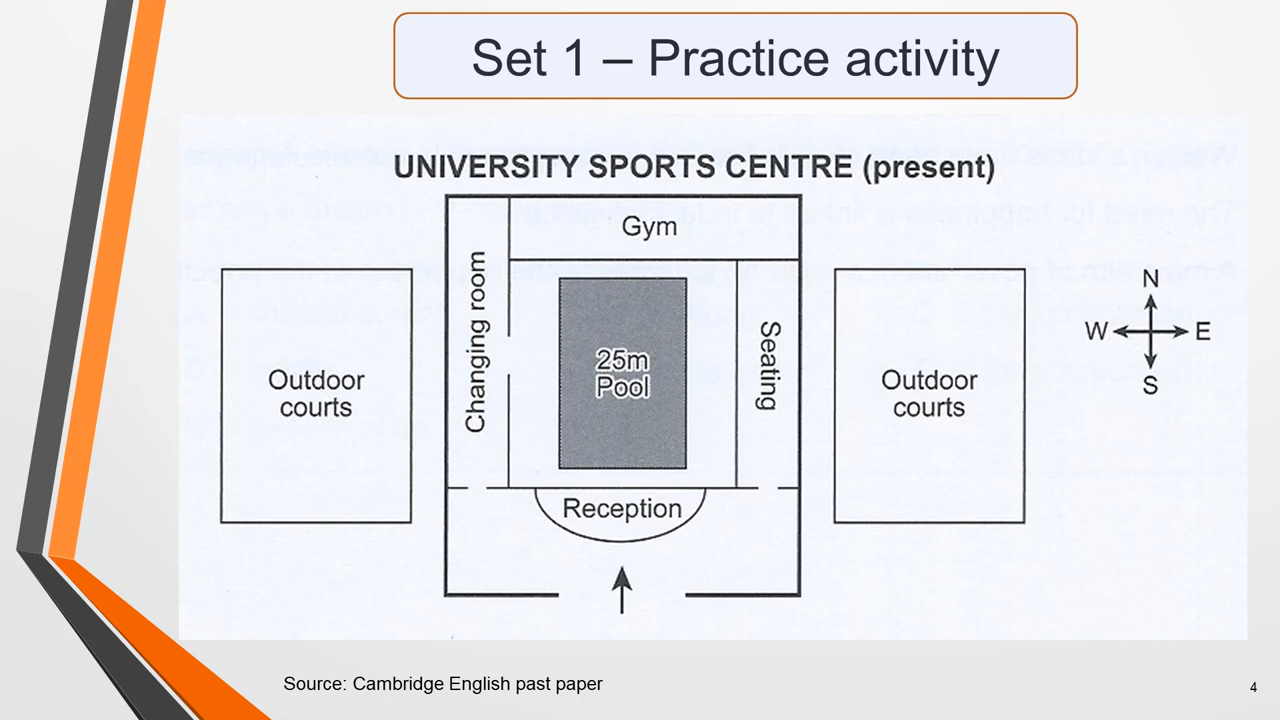 Set 1 – Practice activity
UNIVERSITY SPORTS CENTRE (present)
Gym
Changing room
25m
Pool
Seating
Outdoor
courts
Outdoor
courts
N
W
E
S
Reception
Source: Cambridge English past paper
4